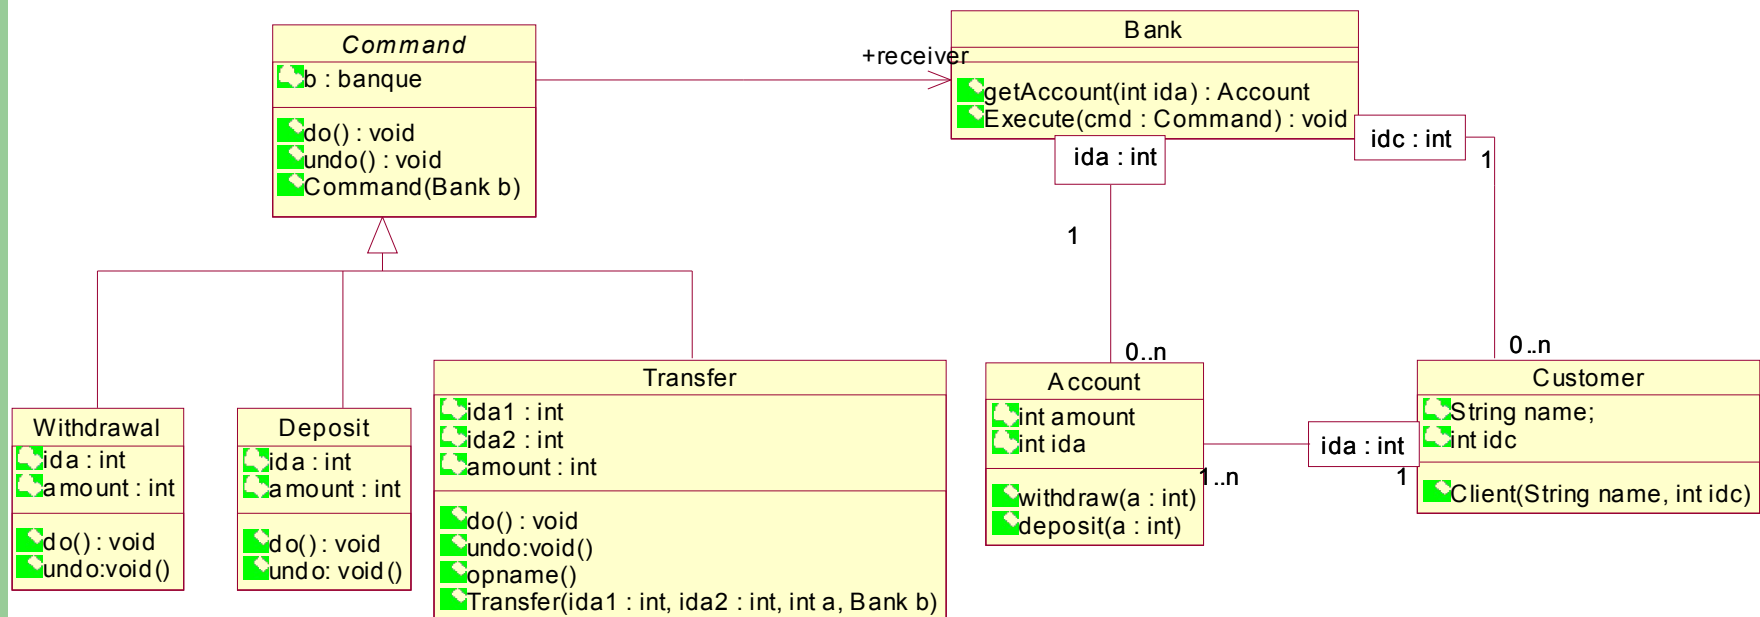 Command
b : banque
do() : void
undo() : void
Command(Bank b)
+receiver
Bank
getAccount(int ida) : Account
Execute(cmd : Command) : void
ida : int
idc : int
1
1
0..n
0..n
Withdrawal
ida : int
amount : int
do() : void
undo:void()
Deposit
ida : int
amount : int
do() : void
undo: void()
Transfer
ida1 : int
ida2 : int
amount : int
do() : void
undo:void()
opname()
Transfer(ida1 : int, ida2 : int, int a, Bank b)
Account
int amount
int ida
withdraw(a : int)
deposit(a : int)
1..n
ida : int
1
Customer
String name;
int idc
Client(String name, int idc)